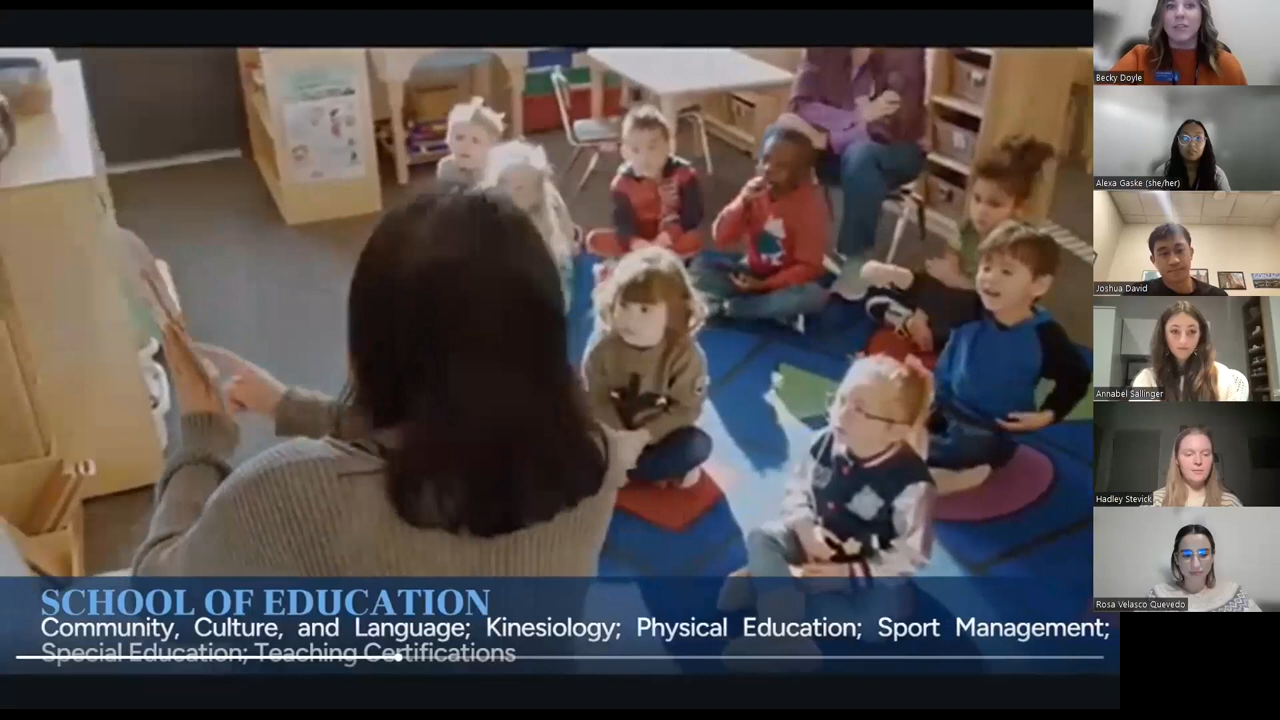 SCHOOL OF EDUCATION
Community, Culture, and Language; Kinesiology; Physical Education; Sport Management;
Special Education; Teaching Certifications
Becky Doyle
Alexa Gaske (she/her)
Joshua David
Annabel Sallinger
Hadley Stevick
Rosa Velasco Quevedo